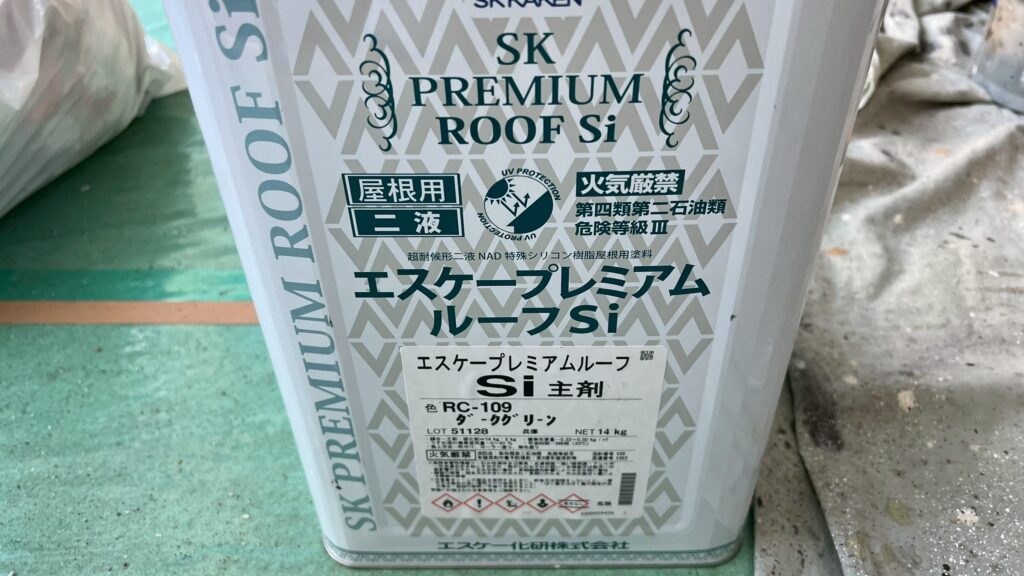 SK KAKEN
SK
PREMIUM
ROOF Si
SK PREMIUM ROOF Si
屋根用
二液
UV PROTECTION
UV PROTECTION
火気厳禁
第四類第二石油類
危険等級Ⅲ
超耐候形二液 NAD 特殊シリコン樹脂屋根用塗料
エスケープレミアム
ルーフSi
エスケープレミアムルーフ
Si 主剤
色 RC-109
ダークグリーン
LOT 51128 兵庫 NET 14 kg
火気厳禁
エスケー化研株式会社